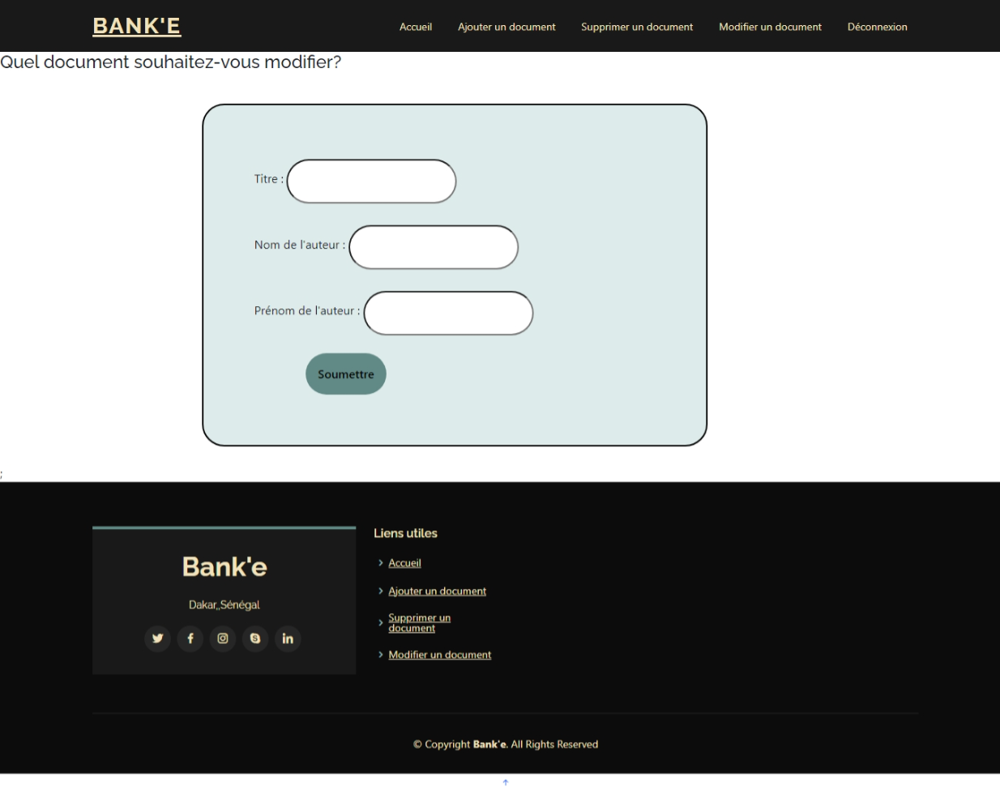 BANK'E
Accueil Ajouter un document Supprimer un document Modifier un document Déconnexion
Quel document souhaitez-vous modifier?
Titre :
Nom de l'auteur :
Prénom de l'auteur :
Soumettre
;
Bank'e
Dakar,,Sénégal
Liens utiles
Accueil
Ajouter un document
Supprimer un
document
Modifier un document
© Copyright Bank'e. All Rights Reserved